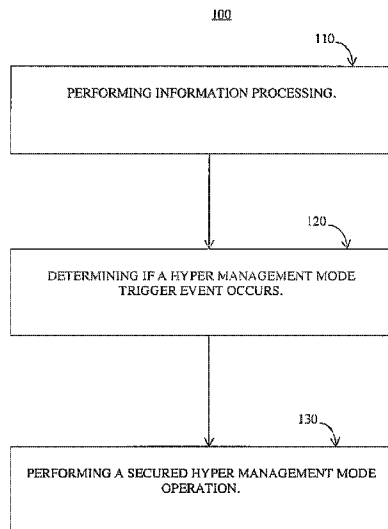 100
110
PERFORMING INFORMATION PROCESSING.
120
DETERMINING IF A HYPER MANAGEMENT MODE
TRIGGER EVENT OCCURS.
130
PERFORMING A SECURED HYPER MANAGEMENT MODE
OPERATION.